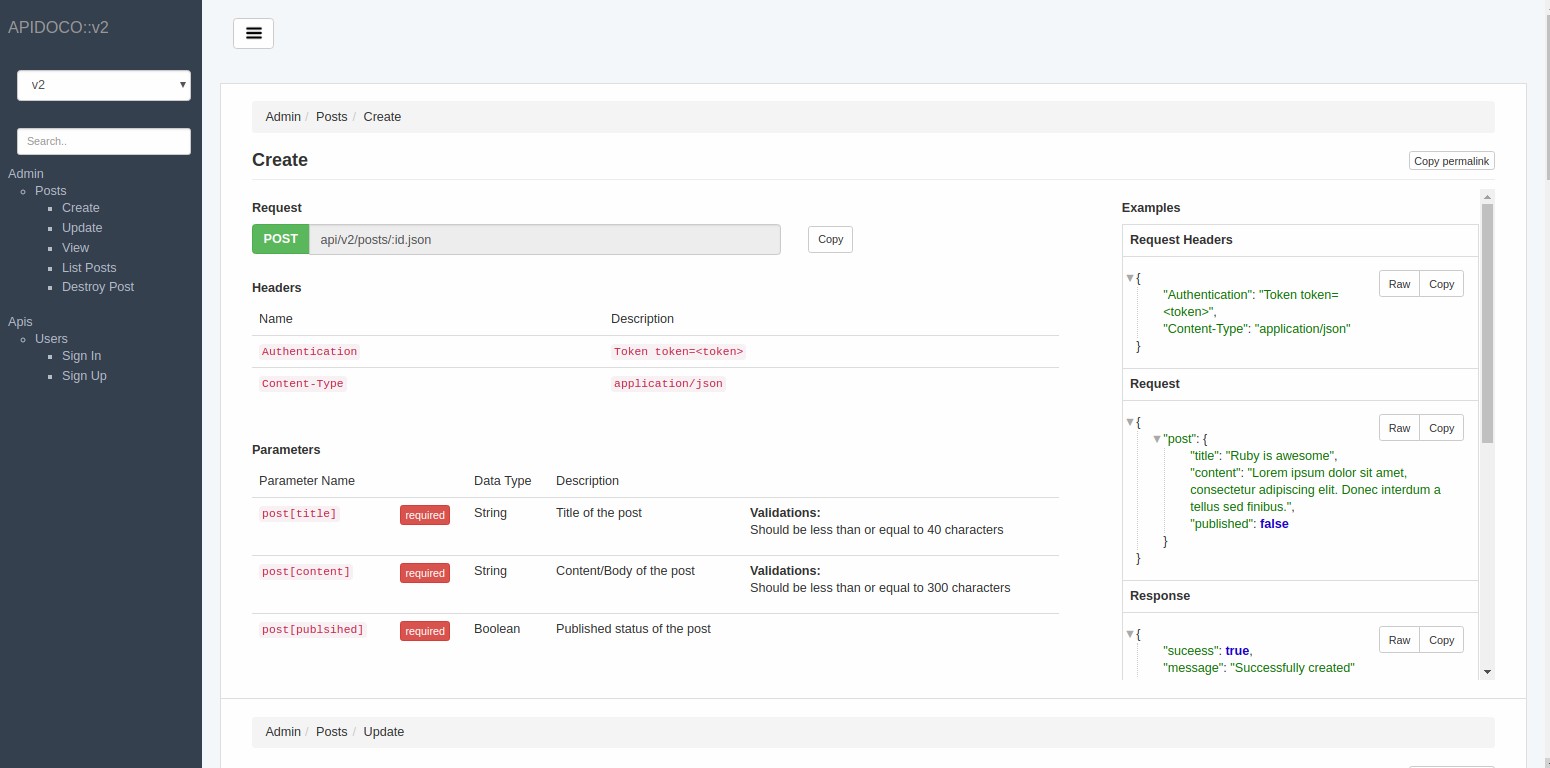 APIDOCO::v2
v2
Search..
Admin
Posts
Create
Update
View
List Posts
Destroy Post
Apis
Users
Sign In
Sign Up
Admin / Posts / Create
Create
Copy permalink
Request
POST api/v2/posts/:id.json Copy
Headers
Name Description
Authentication Token token=<token>
Content-Type application/json
Parameters
Parameter Name Data Type Description
post[title] required String Title of the post Validations:
Should be less than or equal to 40 characters
post[content] required String Content/Body of the post Validations:
Should be less than or equal to 300 characters
post[publsihed] required Boolean Published status of the post
Examples
Request Headers
{
Raw Copy
"Authentication": "Token token=
<token>",
"Content-Type": "application/json"
}
Request
{
Raw Copy
"post": {
"title": "Ruby is awesome",
"content": "Lorem ipsum dolor sit amet,
consectetur adipiscing elit. Donec interdum a
tellus sed finibus.",
"published": false
}
}
Response
{
Raw Copy
"suceess": true,
"message": "Successfully created"
Admin / Posts / Update